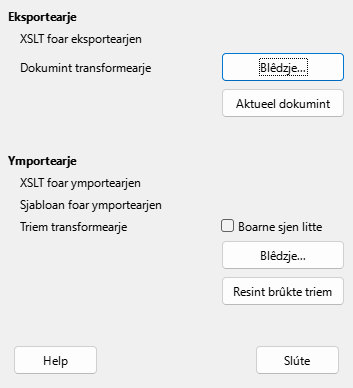 Eksportearje
XSLT foar eksportearjen
Dokumint transformearje
Blêdzje...
Aktueel dokumint
Ymportearje
XSLT foar ymportearjen
Sjabloan foar ymportearjen
Triem transformearje
Boarne sjen litte
Blêdzje...
Resint brûkte triem
Help
Slúte